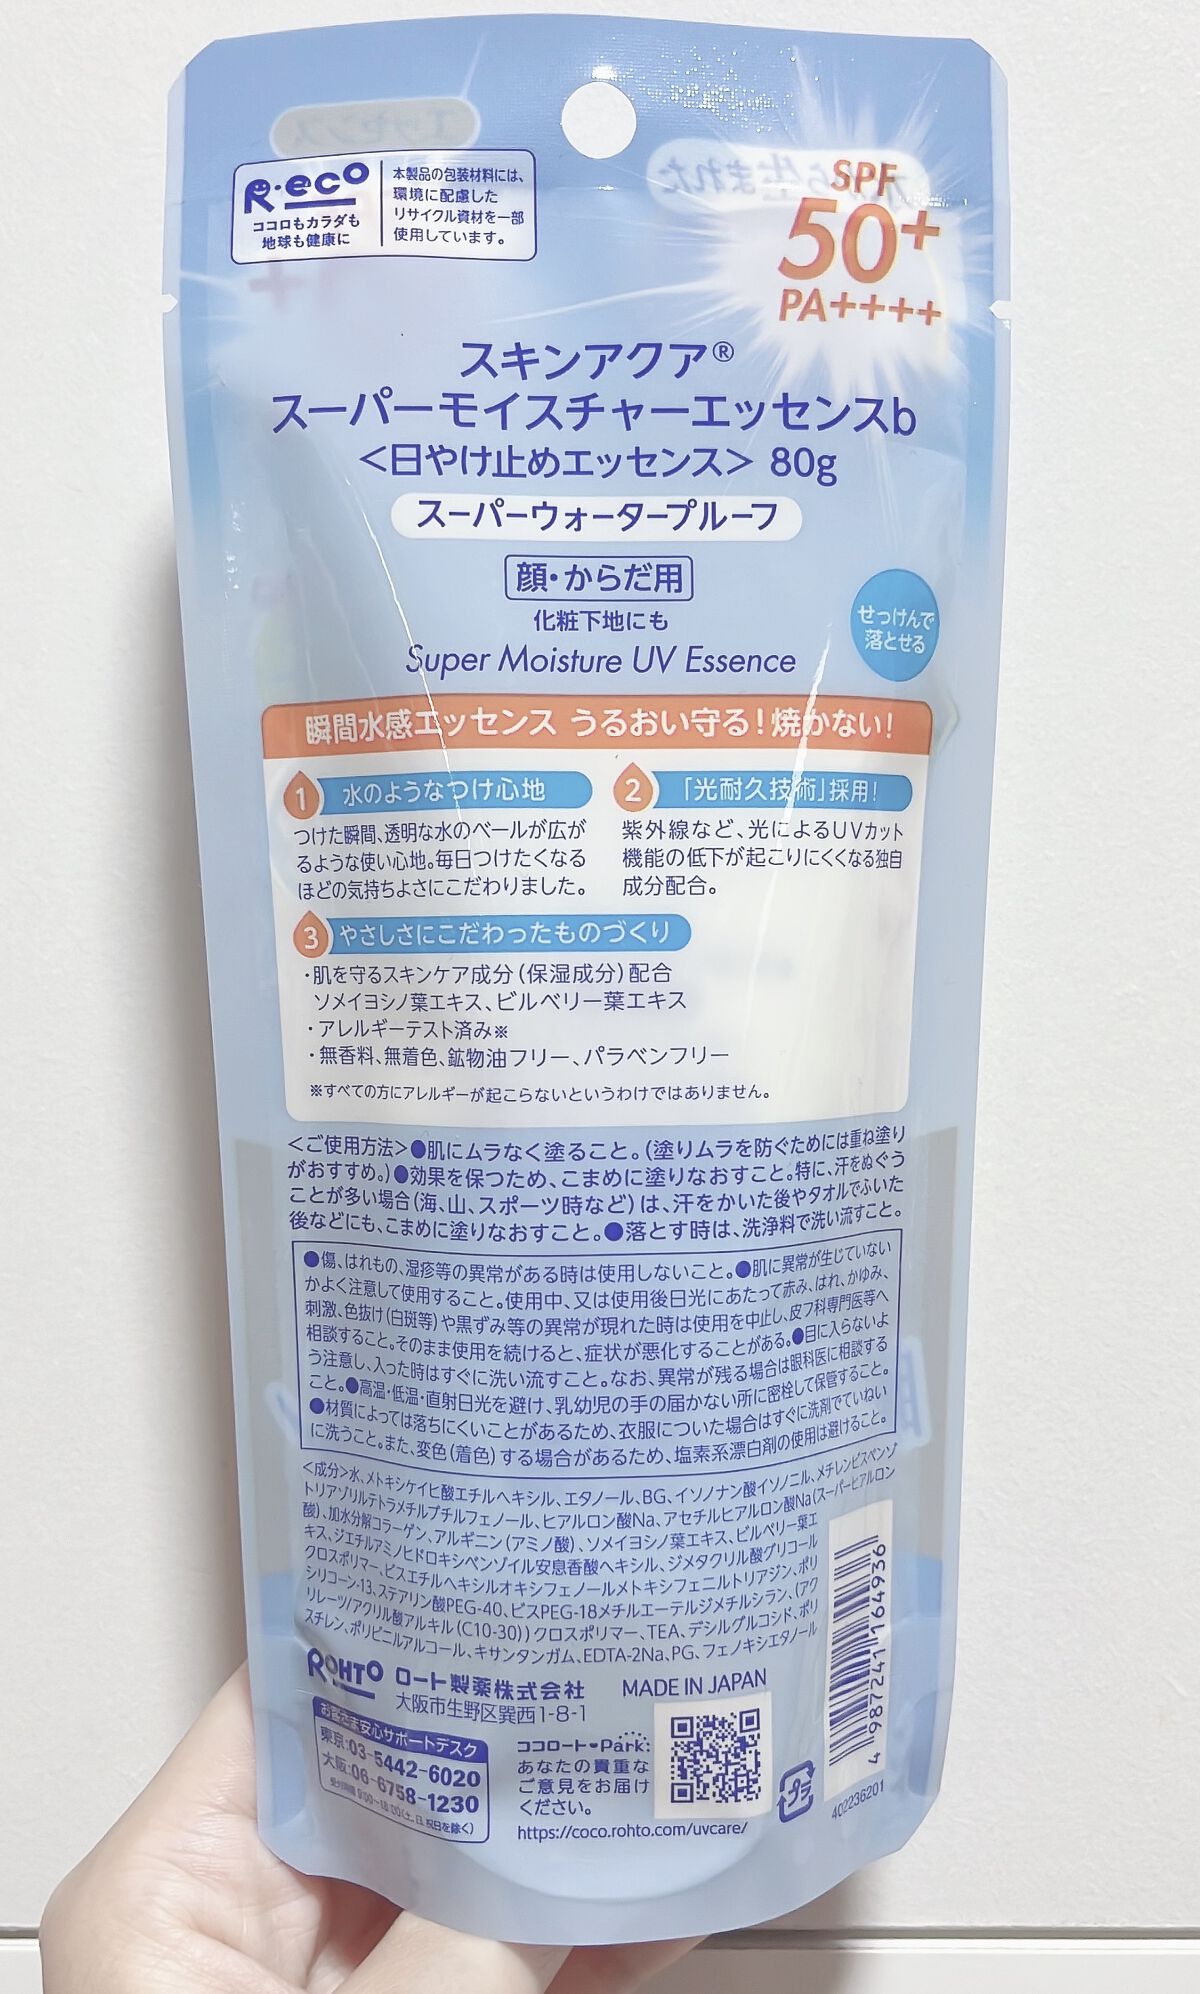 R・eco
ココロもカラダも
地球も健康に
本製品の包装材料には、
環境に配慮した
リサイクル資材を一部
使用しています。
SPF
50+
PA++++
スキンアクア®
スーパーモイスチャーエッセンスb
＜日やけ止めエッセンス＞ 80g
スーパーウォータープルーフ
顔・からだ用
化粧下地にも
Super Moisture UV Essence
せっけんで
落とせる
瞬間水感エッセンス うるおい守る！焼かない！
1 水のようなつけ心地
つけた瞬間、透明な水のベールが広が
るような使い心地。毎日つけたくなる
ほどの気持ちよさにこだわりました。
2 「光耐久技術」採用！
紫外線など、光によるUVカット
機能の低下が起こりにくくなる独自
成分配合。
3 やさしさにこだわったものづくり
・肌を守るスキンケア成分（保湿成分）配合
ソメイヨシノ葉エキス、ビルベリー葉エキス
・アレルギーテスト済み※
・無香料、無着色、鉱物油フリー、パラベンフリー
※すべての方にアレルギーが起こらないというわけではありません。
＜ご使用方法＞●肌にムラなく塗ること。（塗りムラを防ぐためには重ね塗り
がおすすめ。）●効果を保つため、こまめに塗りなおすこと。特に、汗をぬぐう
ことが多い場合（海、山、スポーツ時など）は、汗をかいた後やタオルでふいた
後などにも、こまめに塗りなおすこと。●落とす時は、洗浄料で洗い流すこと。
●傷、はれもの、湿疹等の異常がある時は使用しないこと。●肌に異常が生じていない
かよく注意して使用すること。使用中、又は使用後日光にあたって赤み、はれ、かゆみ、
刺激、色抜け（白斑等）や黒ずみ等の異常が現れた時は使用を中止し、皮フ科専門医等へ
相談すること。そのまま使用を続けると、症状が悪化することがある。●目に入らないよ
う注意し、入った時はすぐに洗い流すこと。なお、異常が残る場合は眼科医に相談する
こと。●高温・低温・直射日光を避け、乳幼児の手の届かない所に密栓して保管すること。
●材質によっては落ちにくいことがあるため、衣服についた場合はすぐに洗剤でていねい
に洗うこと。また、変色（着色）する場合があるため、塩素系漂白剤の使用は避けること。
＜成分＞水、メトキシケイヒ酸エチルヘキシル、エタノール、BG、イソノナン酸イソノニル、メチレンビスベンゾ
トリアゾリルテトラメチルブチルフェノール、ヒアルロン酸Na、アセチルヒアルロン酸Na（スーパーヒアルロン
酸）、加水分解コラーゲン、アルギニン（アミノ酸）、ソメイヨシノ葉エキス、ビルベリー葉エ
キス、ジエチルアミノヒドロキシベンゾイル安息香酸ヘキシル、ジメタクリル酸グリコール
クロスポリマー、ビスエチルヘキシルオキシフェノールメトキシフェニルトリアジン、ポリ
シリコーン-13、ステアリン酸PEG-40、ビスPEG-18メチルエーテルジメチルシラン、（アク
リレーツ/アクリル酸アルキル（C10-30））クロスポリマー、TEA、デシルグルコシド、ポリ
スチレン、ポリビニルアルコール、キサンタンガム、EDTA-2Na、PG、フェノキシエタノール
ROHTO ロート製薬株式会社 MADE IN JAPAN
大阪市生野区巽西1-8-1
お客さま安心サポートデスク
東京:03-5442-6020
大阪:06-6758-1230
受付時間 9:00~18:00(土、日、祝日を除く)
ココロート Park
あなたの貴重な
ご意見をお届け
ください。
https://coco.rohto.com/uvcare/
プラ
4 987241 164936
402236201